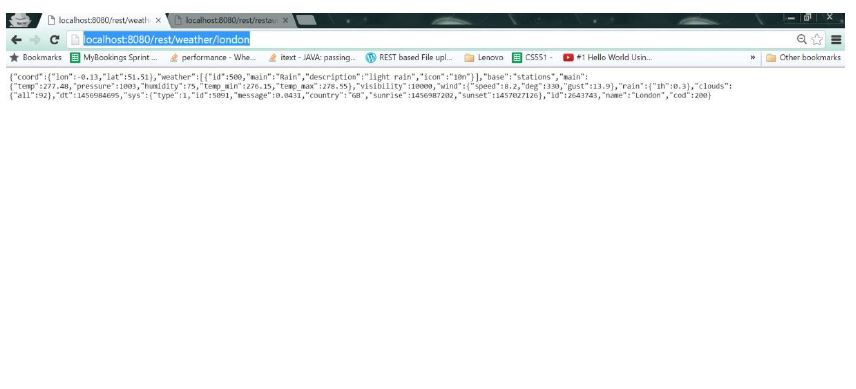 localhost:8080/rest/weath
localhost:8080/rest/restau
localhost:8080/rest/weather/london
Bookmarks MyBookings Sprint ... performance - Whe... itext - JAVA: passing... REST based File upl... Lenovo CS551 - #1 Hello World Usin... » Other bookmarks
{"coord":{"lon":-0.13,"lat":51.51},"weather":[{"id":500,"main":"Rain","description":"light rain","icon":"10n"}],"base":"stations","main":
{"temp":277.48,"pressure":1003,"humidity":75,"temp_min":276.15,"temp_max":278.55},"visibility":10000,"wind":{"speed":8.2,"deg":330,"gust":13.9},"rain":{"1h":0.3},"clouds":
{"all":92},"dt":1456984695,"sys":{"type":1,"id":5091,"message":0.0431,"country":"GB","sunrise":1456987202,"sunset":1457027126},"id":2643743,"name":"London","cod":200}